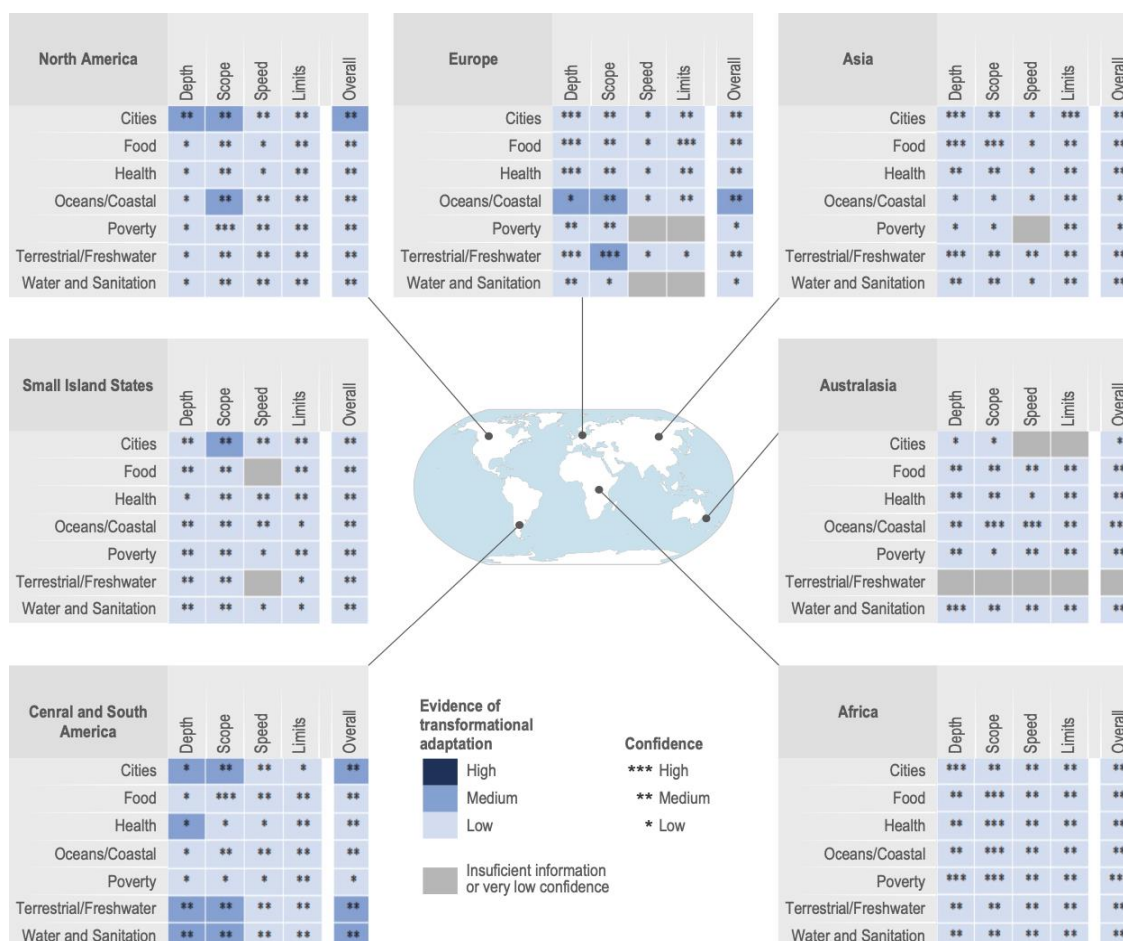 North America
Depth Scope Speed Limits Overall
Cities ** ** ** ** **
Food * ** * ** **
Health * ** * ** **
Oceans/Coastal * ** ** ** **
Poverty * *** ** ** **
Terrestrial/Freshwater * ** ** ** **
Water and Sanitation * ** ** ** **
Europe
Depth Scope Speed Limits Overall
Cities *** ** * ** **
Food *** ** * *** **
Health *** ** * ** **
Oceans/Coastal * ** * ** **
Poverty ** ** *
Terrestrial/Freshwater *** *** * * **
Water and Sanitation ** * *
Asia
Depth Scope Speed Limits Overall
Cities *** ** * *** **
Food *** *** * ** **
Health ** ** * ** **
Oceans/Coastal * * * ** *
Poverty * * ** *
Terrestrial/Freshwater *** ** ** ** **
Water and Sanitation ** ** * ** **
Small Island States
Depth Scope Speed Limits Overall
Cities ** ** ** ** **
Food ** ** ** **
Health * ** ** ** **
Oceans/Coastal ** ** ** * **
Poverty ** ** * ** **
Terrestrial/Freshwater ** ** * **
Water and Sanitation ** ** * * **
Australasia
Depth Scope Speed Limits Overall
Cities * * *
Food ** ** ** ** **
Health ** ** * ** **
Oceans/Coastal ** *** *** ** **
Poverty ** * ** ** **
Terrestrial/Freshwater
Water and Sanitation *** ** ** ** **
Cenral and South
America
Depth Scope Speed Limits Overall
Cities * ** ** * **
Food * *** ** ** **
Health * * * ** **
Oceans/Coastal * ** ** ** **
Poverty * * * ** *
Terrestrial/Freshwater ** ** ** ** **
Water and Sanitation ** ** ** ** **
Evidence of
transformational
adaptation
High
Medium
Low
Insufficient information
or very low confidence
Confidence
*** High
** Medium
* Low
Africa
Depth Scope Speed Limits Overall
Cities *** ** ** ** **
Food ** *** ** ** **
Health ** *** ** ** **
Oceans/Coastal ** *** ** ** **
Poverty *** *** ** ** **
Terrestrial/Freshwater ** ** ** ** **
Water and Sanitation ** ** ** ** **